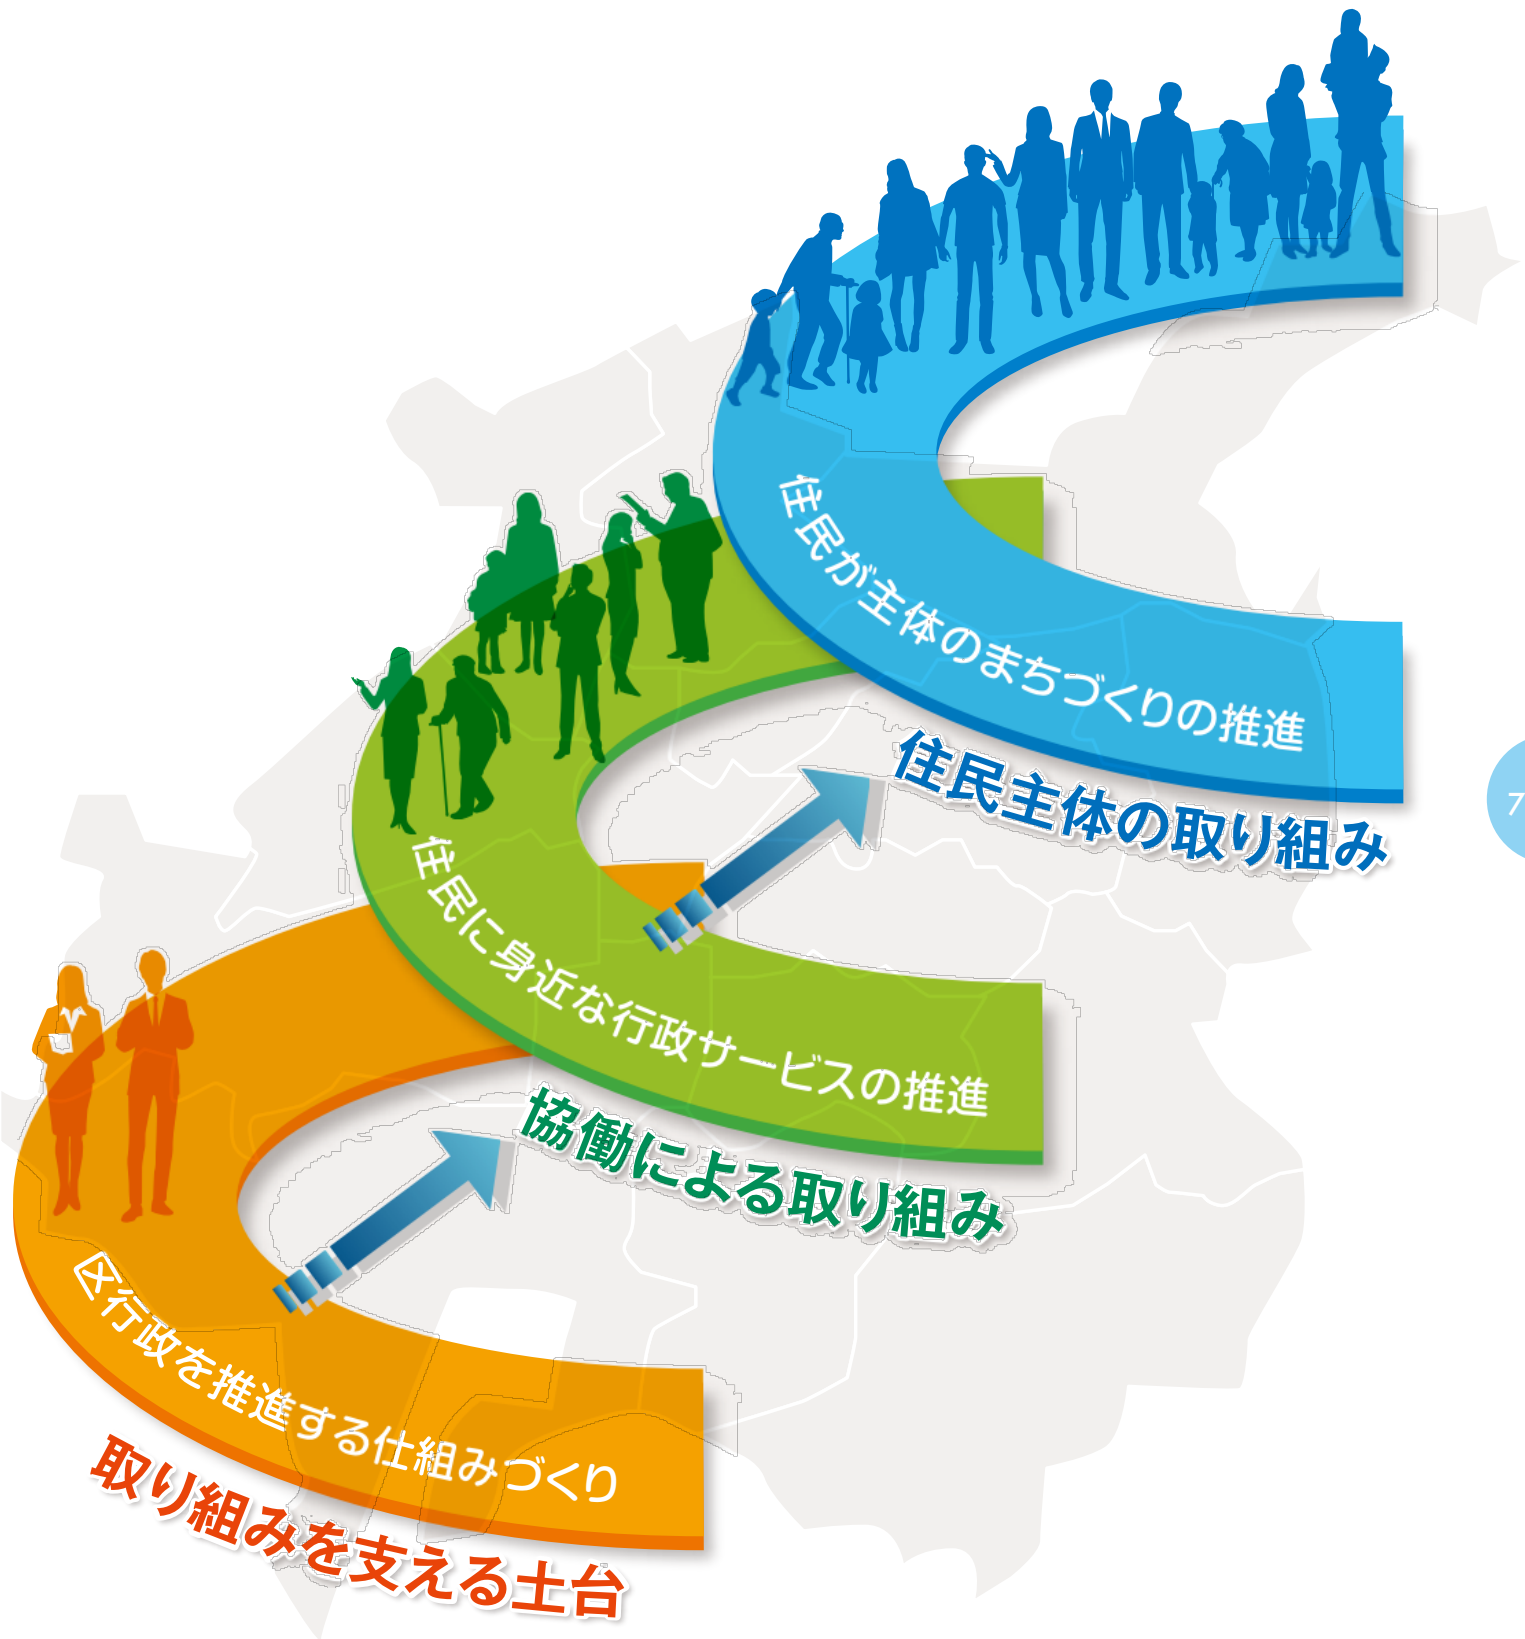 住民が主体のまちづくりの推進
住民主体の取り組み
7
住民に身近な行政サービスの推進
協働による取り組み
区行政を推進する仕組みづくり
取り組みを支える土台